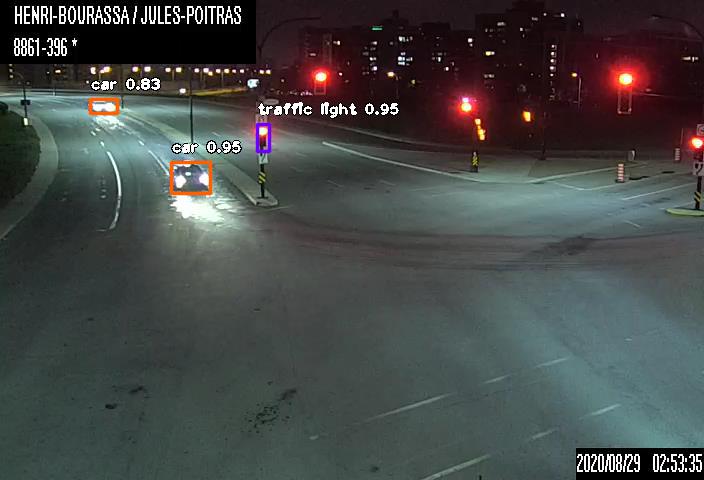 HENRI-BOURASSA / JULES-POITRAS
8861-396 *
car 0.83
traffic light 0.95
car 0.95
2020/08/29 02:53:35